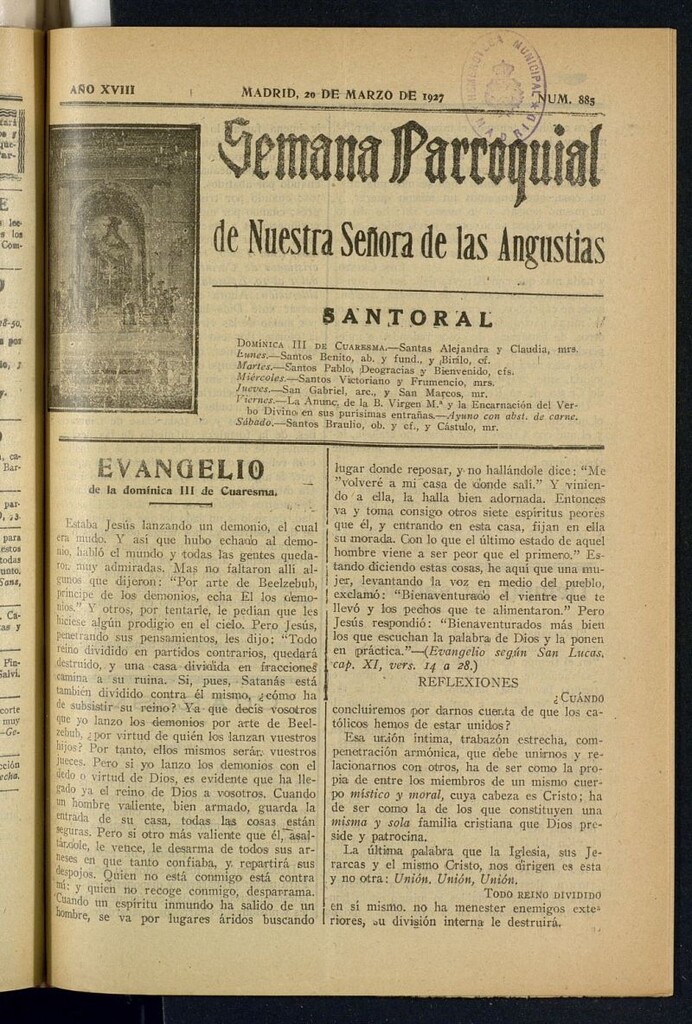 AÑO XVIII
MADRID, 20 DE MARZO DE 1927
NUM. 885
BIBLIOTECA MUNICIPAL
MADRID
Semana Parroquial
de Nuestra Señora de las Angustias
SANTORAL
DOMINICA III DE CUARESMA.—Santas Alejandra y Claudia, mrs.
Lunes.—Santos Benito, ab. y fund., y Birilo, cf.
Martes.—Santos Pablo, Deogracias y Bienvenido, cfs.
Miércoles.—Santos Victoriano y Frumencio, mrs.
Jueves.—San Gabriel, arc., y San Marcos, mr.
Viernes.—La Anunc. de la B. Virgen M.ª y la Encarnación del Ver-
bo Divino en sus purísimas entrañas.—Ayuno con abst. de carne.
Sábado.—Santos Braulio, ob. y cf., y Cástulo, mr.
EVANGELIO
de la domínica III de Cuaresma.
Estaba Jesús lanzando un demonio, el cual
era mudo. Y así que hubo echado al demo-
nio, habló el mundo y todas las gentes queda-
ron muy admiradas. Mas no faltaron allí al-
gunos que dijeron: "Por arte de Beelzebub,
príncipe de los demonios, echa El los demo-
nios." Y otros, por tentarle, le pedían que les
hiciese algún prodigio en el cielo. Pero Jesús,
penetrando sus pensamientos, les dijo: "Todo
reino dividido en partidos contrarios, quedará
destruido, y una casa dividida en fracciones
camina a su ruina. Si, pues, Satanás está
también dividido contra él mismo, ¿cómo ha
de subsistir su reino? Ya que decís vosotros
que yo lanzo los demonios por arte de Beel-
zebub, ¿por virtud de quién los lanzan vuestros
hijos? Por tanto, ellos mismos serán vuestros
jueces. Pero si yo lanzo los demonios con el
dedo o virtud de Dios, es evidente que ha lle-
gado ya el reino de Dios a vosotros. Cuando
un hombre valiente, bien armado, guarda la
entrada de su casa, todas las cosas están
seguras. Pero si otro más valiente que él, asal-
tándole, le vence, le desarma de todos sus ar-
neses en que tanto confiaba, y repartirá sus
despojos. Quien no está conmigo está contra
mí; y quien no recoge conmigo, desparrama.
Cuando un espíritu inmundo ha salido de un
hombre, se va por lugares áridos buscando
lugar donde reposar, y no hallándole dice: "Me
"volveré a mi casa de donde salí." Y vinien-
do a ella, la halla bien adornada. Entonces
va y toma consigo otros siete espíritus peores
que él, y entrando en esta casa, fijan en ella
su morada. Con lo que el último estado de aquel
hombre viene a ser peor que el primero." Es-
tando diciendo estas cosas, he aquí que una mu-
jer, levantando la voz en medio del pueblo,
exclamó: "Bienaventurado el vientre que te
llevó y los pechos que te alimentaron." Pero
Jesús respondió: "Bienaventurados más bien
los que escuchan la palabra de Dios y la ponen
en práctica."—(Evangelio según San Lucas,
cap. XI, vers. 14 a 28.)
REFLEXIONES
¿CUÁNDO
concluiremos por darnos cuenta de que los ca-
tólicos hemos de estar unidos?
Esa unión íntima, trabazón estrecha, com-
penetración armónica, que debe unirnos y re-
lacionarnos con otros, ha de ser como la pro-
pia de entre los miembros de un mismo cuer-
po místico y moral, cuya cabeza es Cristo; ha
de ser como la de los que constituyen una
misma y sola familia cristiana que Dios pre-
side y patrocina.
La última palabra que la Iglesia, sus Je-
rarcas y el mismo Cristo, nos dirigen es esta
y no otra: Unión, Unión, Unión.
TODO REINO DIVIDIDO
en sí mismo. no ha menester enemigos exte-
riores, su división interna le destruirá.